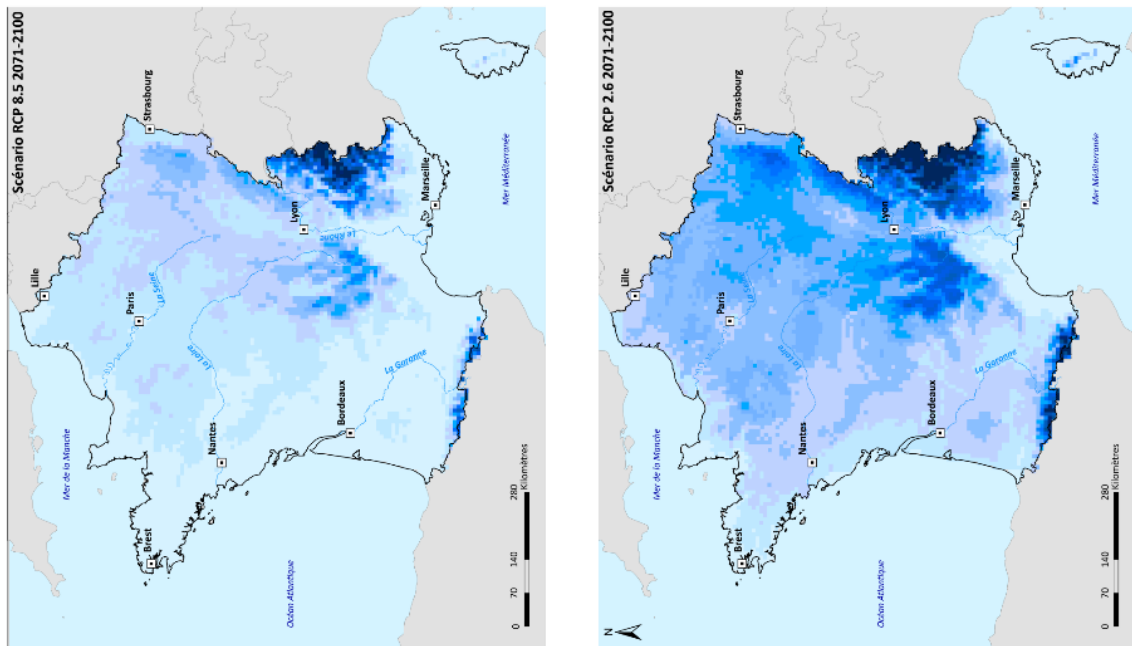 Scénario RCP 8.5 2071-2100
Mer de la Manche
Lille
Strasbourg
Paris
La Seine
Brest
Nantes
La Loire
Lyon
Le Rhône
Océan Atlantique
Bordeaux
La Garonne
Marseille
Mer Méditerranée
0 70 140 280
Kilomètres
Scénario RCP 2.6 2071-2100
Mer de la Manche
Lille
Strasbourg
Paris
Brest
Nantes
La Loire
Lyon
Océan Atlantique
Bordeaux
La Garonne
Marseille
Mer Méditerranée
N
0 70 140 280
Kilomètres